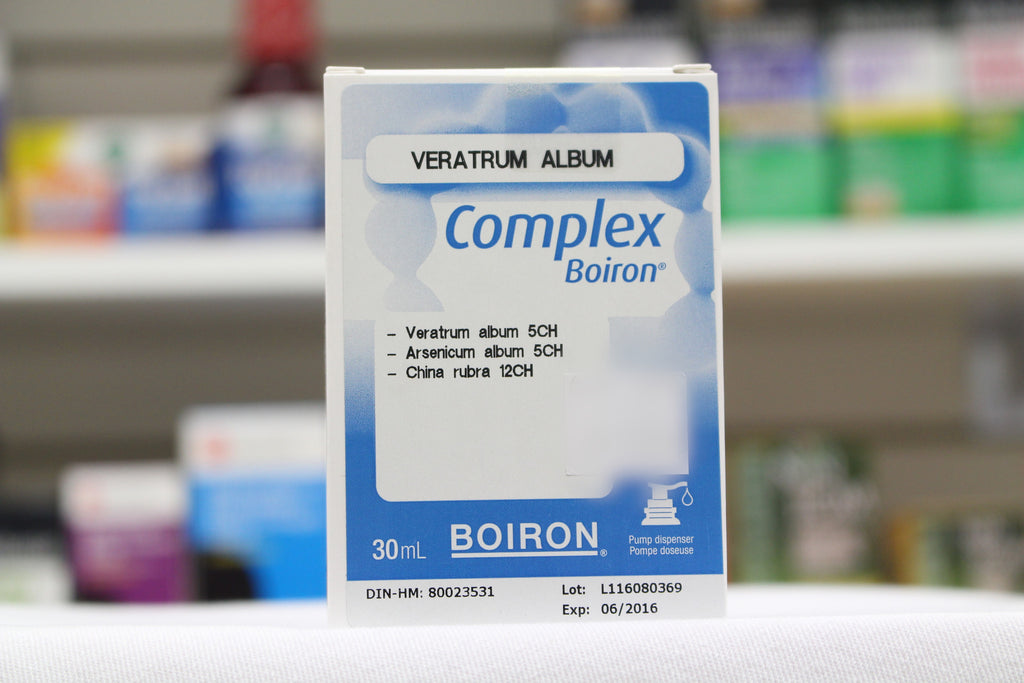 VERATRUM ALBUM
Complex
Boiron®
– Veratrum album 5CH
– Arsenicum album 5CH
– China rubra 12CH
30mL
BOIRON®
Pump dispenser
Pompe doseuse
DIN-HM: 80023531
Lot: L116080369
Exp: 06/2016